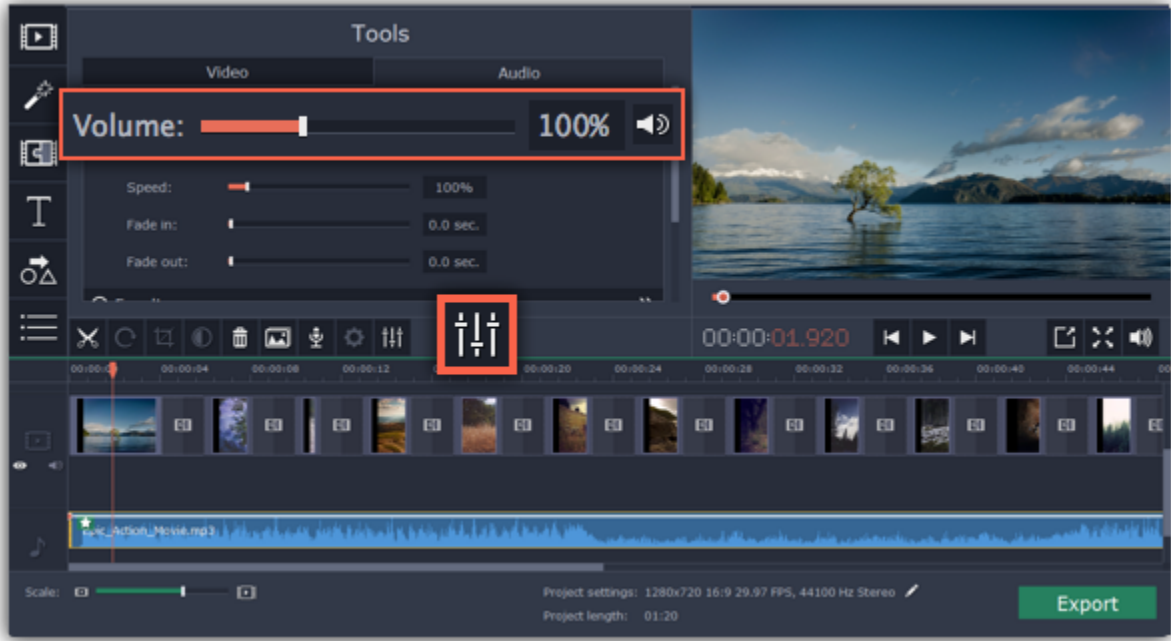 Tools
Video Audio
Volume: 100%
Speed: 100%
Fade in: 0.0 sec.
Fade out: 0.0 sec.
T
00:00:01.920
00:00:04 00:00:08 00:00:12 00:00:20 00:00:24 00:00:28 00:00:32 00:00:36 00:00:40 00:00:44 00
Epic_Action_Movie.mp3
Scale:
Project settings: 1280x720 16:9 29.97 FPS, 44100 Hz Stereo
Project length: 01:20
Export